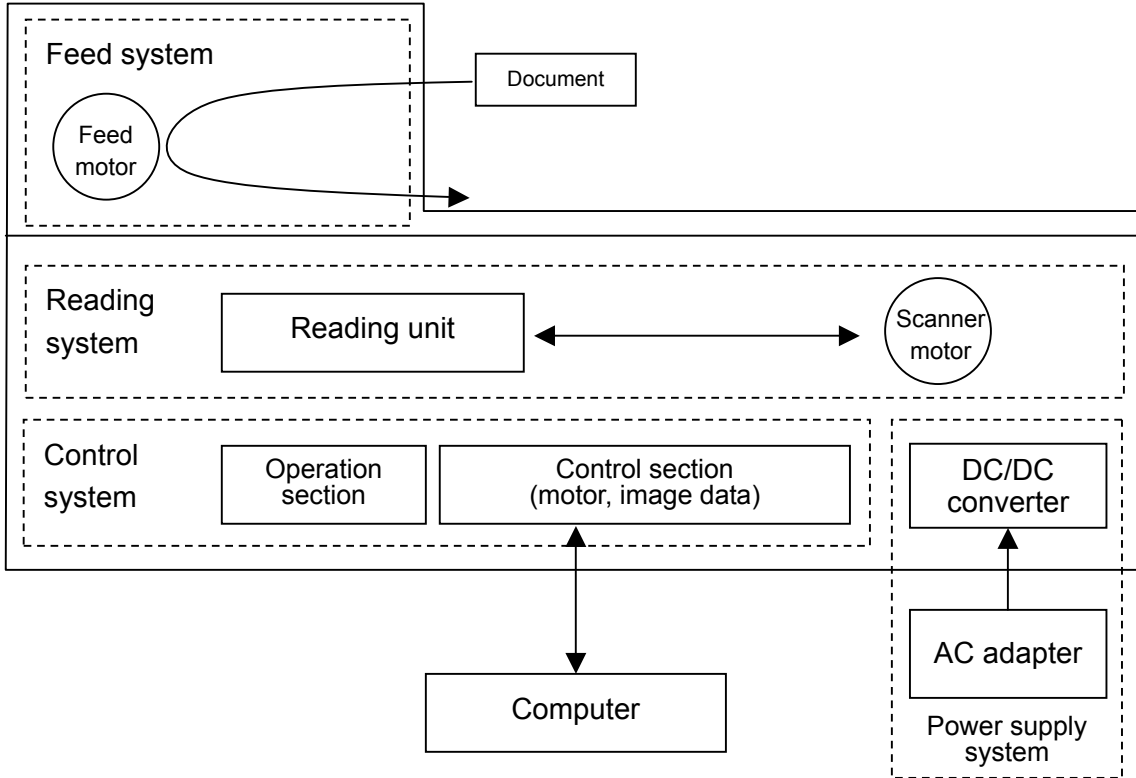 Feed system
Document
Feed
motor
Reading
system
Reading unit
Scanner
motor
Control
system
Operation
section
Control section
(motor, image data)
DC/DC
converter
AC adapter
Computer
Power supply
system